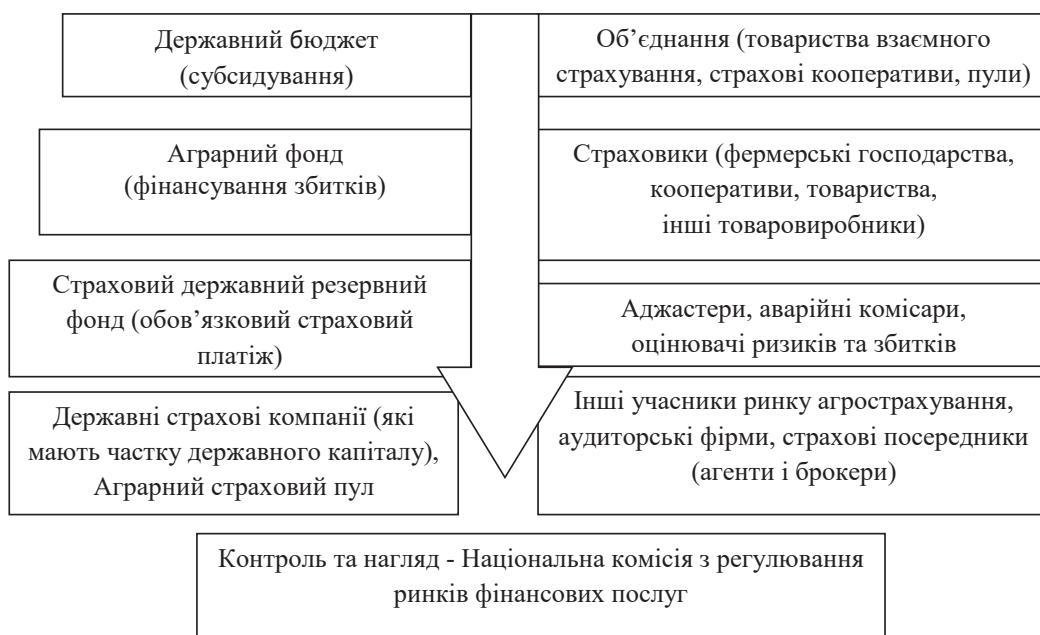 Державний бюджет
(субсидування)
Об’єднання (товариства взаємного
страхування, страхові кооперативи, пули)
Аграрний фонд
(фінансування збитків)
Страховики (фермерські господарства,
кооперативи, товариства,
інші товаровиробники)
Страховий державний резервний
фонд (обов’язковий страховий
платіж)
Аджастери, аварійні комісари,
оцінювачі ризиків та збитків
Державні страхові компанії (які
мають частку державного капіталу),
Аграрний страховий пул
Інші учасники ринку агрострахування,
аудиторські фірми, страхові посередники
(агенти і брокери)
Контроль та нагляд - Національна комісія з регулювання
ринків фінансових послуг